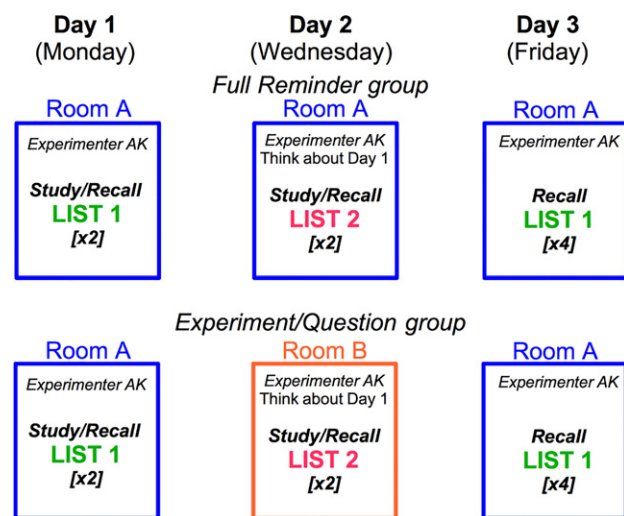 Day 1 Day 2 Day 3
(Monday) (Wednesday) (Friday)
Full Reminder group
Room A Room A Room A
Experimenter AK
Study/Recall
LIST 1
[x2]
Experimenter AK
Think about Day 1
Study/Recall
LIST 2
[x2]
Experimenter AK
Recall
LIST 1
[x4]
Experiment/Question group
Room A Room B Room A
Experimenter AK
Study/Recall
LIST 1
[x2]
Experimenter AK
Think about Day 1
Study/Recall
LIST 2
[x2]
Experimenter AK
Recall
LIST 1
[x4]